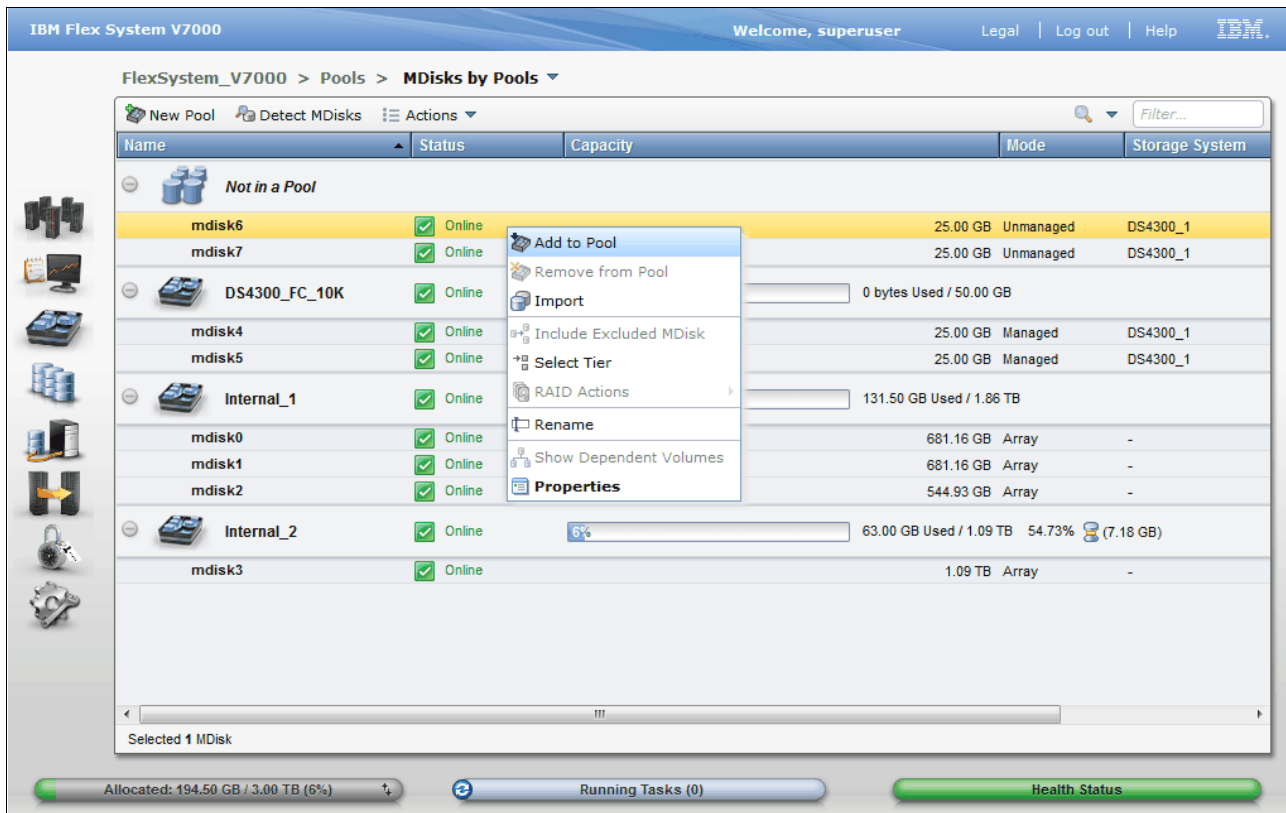 IBM Flex System V7000 Welcome, superuser Legal | Log out | Help IBM.
FlexSystem_V7000 > Pools > MDisks by Pools
New Pool Detect MDisks Actions Filter...
Name Status Capacity Mode Storage System
Not in a Pool
mdisk6 Online 25.00 GB Unmanaged DS4300_1
mdisk7 Online 25.00 GB Unmanaged DS4300_1
DS4300_FC_10K Online 0 bytes Used / 50.00 GB
mdisk4 Online 25.00 GB Managed DS4300_1
mdisk5 Online 25.00 GB Managed DS4300_1
Internal_1 Online 131.50 GB Used / 1.86 TB
mdisk0 Online 681.16 GB Array -
mdisk1 Online 681.16 GB Array -
mdisk2 Online 544.93 GB Array -
Internal_2 Online 6% 63.00 GB Used / 1.09 TB 54.73% (7.18 GB)
mdisk3 Online 1.09 TB Array -
Add to Pool
Remove from Pool
Import
Include Excluded MDisk
Select Tier
RAID Actions
Rename
Show Dependent Volumes
Properties
Selected 1 MDisk
Allocated: 194.50 GB / 3.00 TB (6%) Running Tasks (0) Health Status